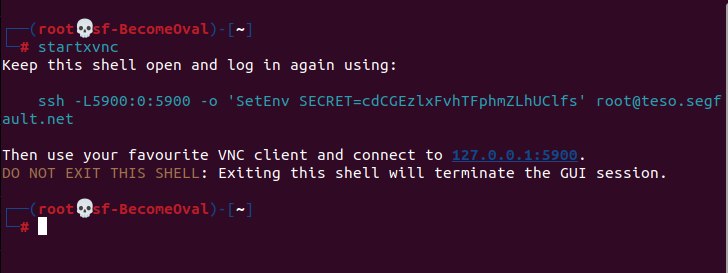 ┌──(root💀sf-BecomeOval)-[~]
└─# startxvnc
Keep this shell open and log in again using:
    ssh -L5900:0:5900 -o 'SetEnv SECRET=cdCGEzlxFvhTFphmZLhUClfs' root@teso.segf
ault.net
Then use your favourite VNC client and connect to 127.0.0.1:5900.
DO NOT EXIT THIS SHELL: Exiting this shell will terminate the GUI session.
┌──(root💀sf-BecomeOval)-[~]
└─#